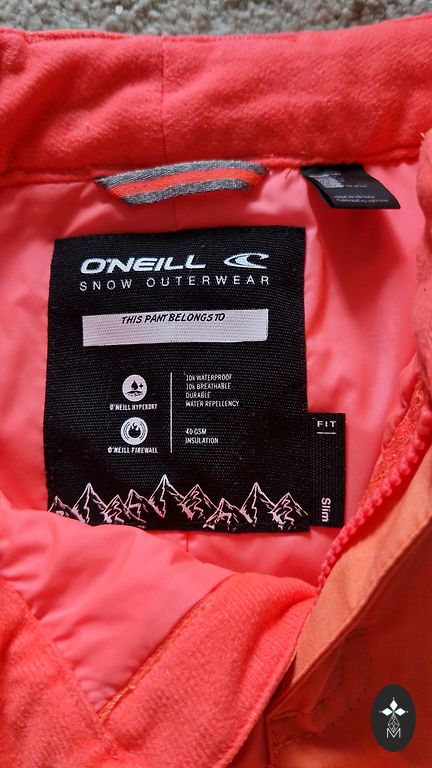 O'NEILL
SNOW OUTERWEAR
THIS PANT BELONGS TO
10K WATERPROOF
10K BREATHABLE
DURABLE
WATER REPELLENCY
O'NEILL HYPERDRY
40 GSM
INSULATION
O'NEILL FIREWALL
FIT
Slim
M